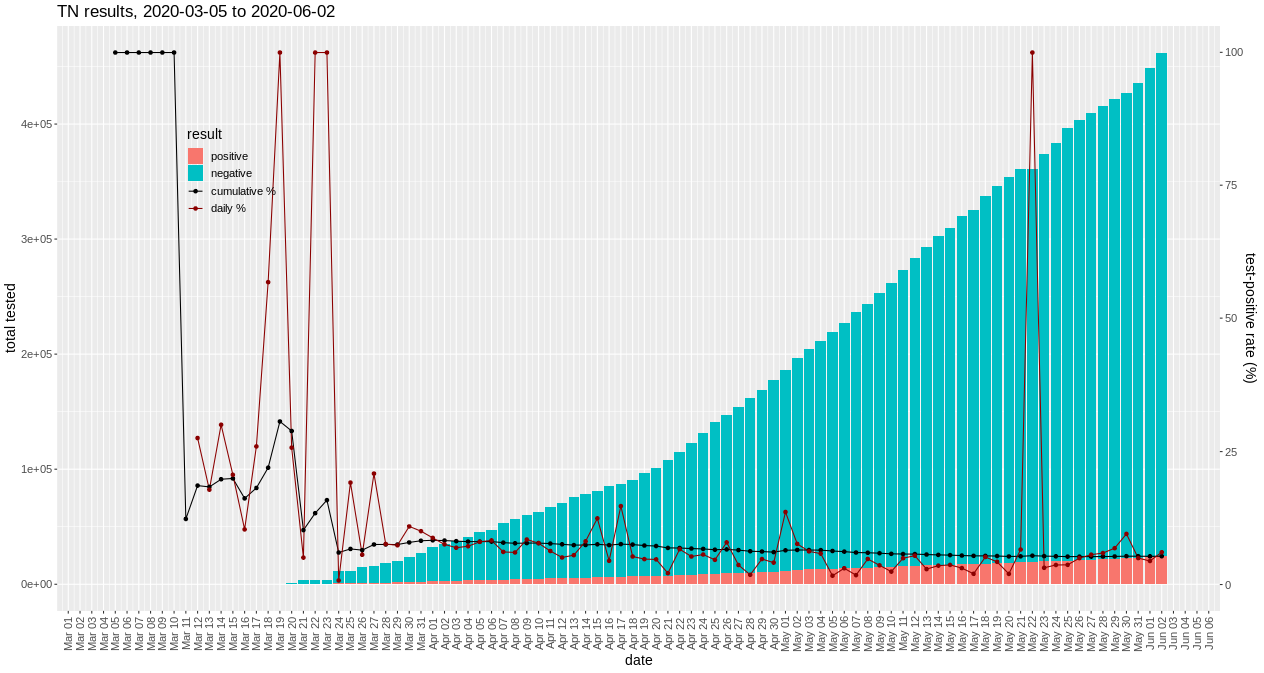 TN results, 2020-03-05 to 2020-06-02
total tested
4e+05
3e+05
2e+05
1e+05
0e+00
result
positive
negative
cumulative %
daily %
100
75
50
25
0
test-positive rate (%)
Mar 01
Mar 02
Mar 03
Mar 04
Mar 05
Mar 06
Mar 07
Mar 08
Mar 09
Mar 10
Mar 11
Mar 12
Mar 13
Mar 14
Mar 15
Mar 16
Mar 17
Mar 18
Mar 19
Mar 20
Mar 21
Mar 22
Mar 23
Mar 24
Mar 25
Mar 26
Mar 27
Mar 28
Mar 29
Mar 30
Mar 31
Apr 01
Apr 02
Apr 03
Apr 04
Apr 05
Apr 06
Apr 07
Apr 08
Apr 09
Apr 10
Apr 11
Apr 12
Apr 13
Apr 14
Apr 15
Apr 16
Apr 17
Apr 18
Apr 19
Apr 20
Apr 21
Apr 22
Apr 23
Apr 24
Apr 25
Apr 26
Apr 27
Apr 28
Apr 29
Apr 30
May 01
May 02
May 03
May 04
May 05
May 06
May 07
May 08
May 09
May 10
May 11
May 12
May 13
May 14
May 15
May 16
May 17
May 18
May 19
May 20
May 21
May 22
May 23
May 24
May 25
May 26
May 27
May 28
May 29
May 30
May 31
Jun 01
Jun 02
Jun 03
Jun 04
Jun 05
Jun 06
date